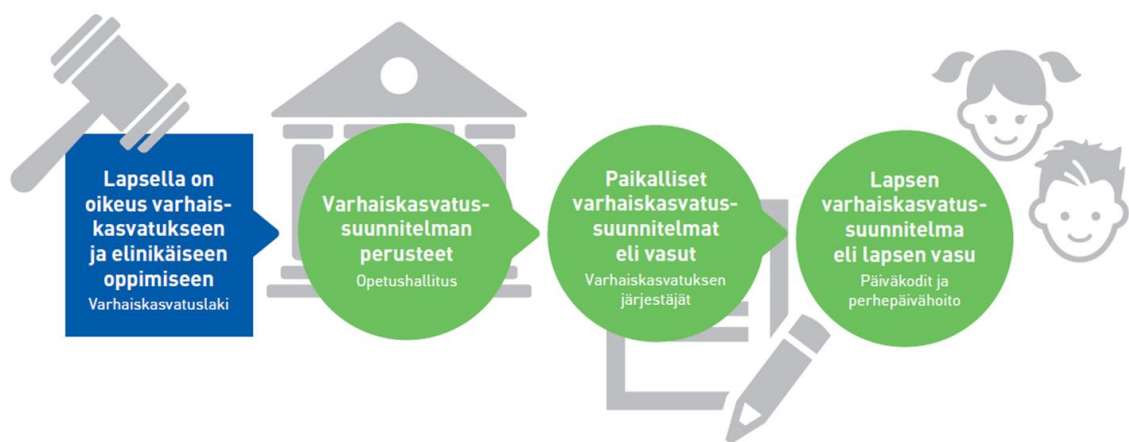 Lapsella on
oikeus varhais-
kasvatukseen
ja elinikäiseen
oppimiseen
Varhaiskasvatuslaki
Varhaiskasvatus-
suunnitelman
perusteet
Opetushallitus
Paikalliset
varhaiskasvatus-
suunnitelmat
eli vasut
Varhaiskasvatuksen
järjestäjät
Lapsen
varhaiskasvatus-
suunnitelma
eli lapsen vasu
Päiväkodit ja
perhepäivähoito